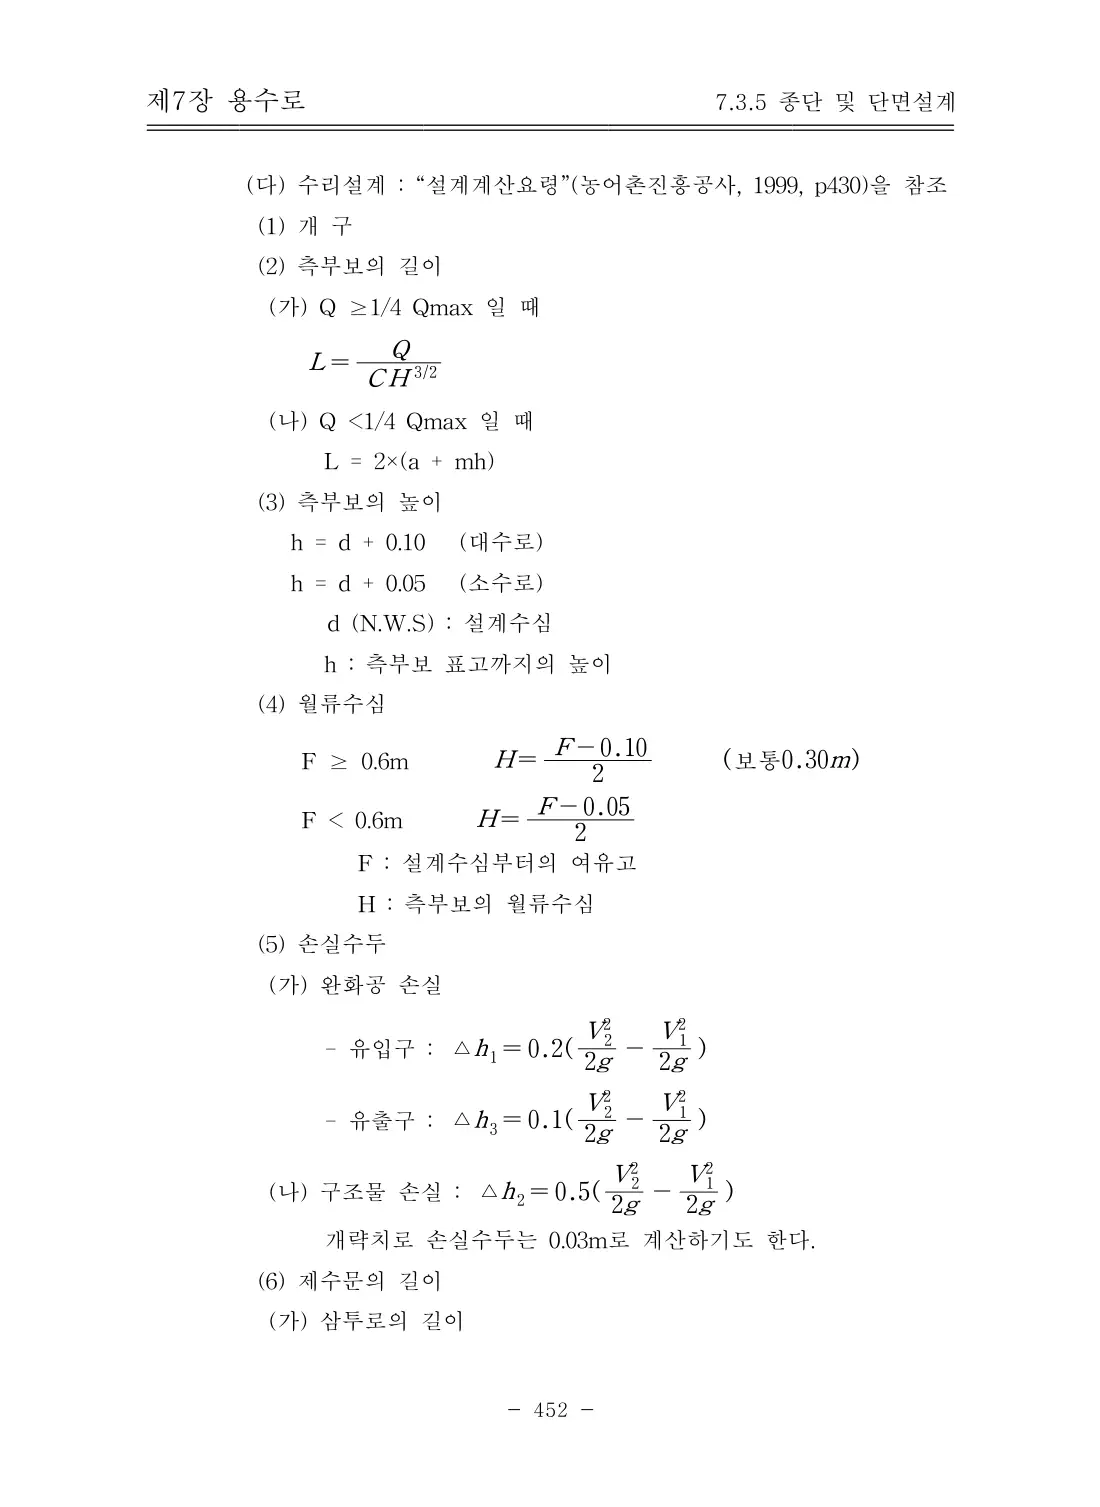 제7장 용수로 7.3.5 종단 및 단면설계
(다) 수리설계 : “설계계산요령”(농어촌진흥공사, 1999, p430)을 참조
(1) 개 구
(2) 측부보의 길이
(가) Q ≥1/4 Qmax 일 때
L = Q / CH^{3/2}
(나) Q <1/4 Qmax 일 때
L = 2×(a + mh)
(3) 측부보의 높이
h = d + 0.10 (대수로)
h = d + 0.05 (소수로)
d (N.W.S) : 설계수심
h : 측부보 표고까지의 높이
(4) 월류수심
F ≥ 0.6m H = (F-0.10) / 2 (보통0.30m)
F < 0.6m H = (F-0.05) / 2
F : 설계수심부터의 여유고
H : 측부보의 월류수심
(5) 손실수두
(가) 완화공 손실
- 유입구 : △h₁ = 0.2( V₂² / 2g - V₁² / 2g )
- 유출구 : △h₃ = 0.1( V₂² / 2g - V₁² / 2g )
(나) 구조물 손실 : △h₂ = 0.5( V₂² / 2g - V₁² / 2g )
개략치로 손실수두는 0.03m로 계산하기도 한다.
(6) 제수문의 길이
(가) 삼투로의 길이
- 452 -